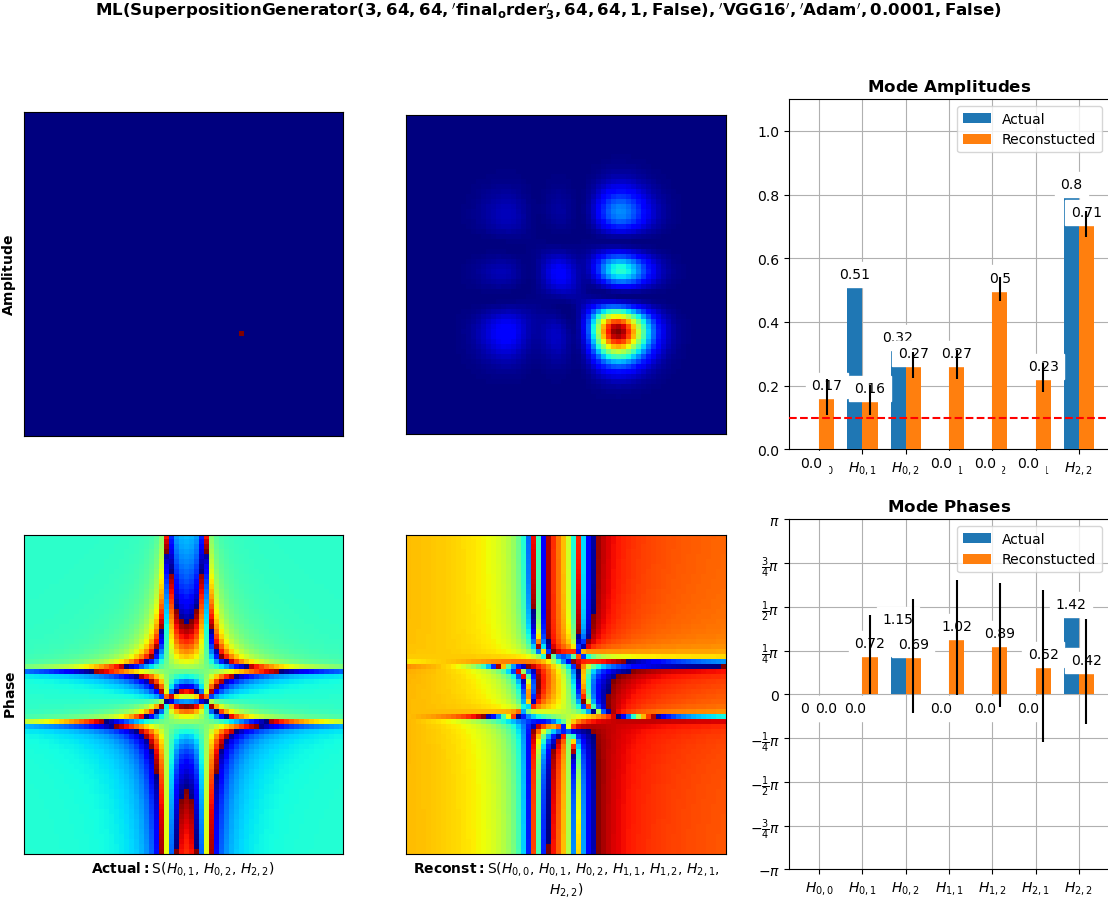 ML(SuperpositionGenerator(3, 64, 64, ′final_order′_3, 64, 64, 1, False), ′VGG16′, ′Adam′, 0.0001, False)
Amplitude
Mode Amplitudes
Actual
Reconstucted
1.0
0.8
0.6
0.4
0.2
0.0
0.17
0.51
0.16
0.32
0.27
0.27
0.5
0.23
0.8
0.71
0.0 0 H0,1 H0,2 0.0 1 0.0 2 0.0 1 H2,2
Phase
Actual: S(H0,1, H0,2, H2,2)
Reconst: S(H0,0, H0,1, H0,2, H1,1, H1,2, H2,1,
H2,2)
Mode Phases
Actual
Reconstucted
π
3/4π
1/2π
1/4π
0
−1/4π
−1/2π
−3/4π
−π
0 0.0 0.0
0.72
1.15
0.69
1.02
0.89
0.52
1.42
0.42
0.0 0.0 0.0
H0,0 H0,1 H0,2 H1,1 H1,2 H2,1 H2,2